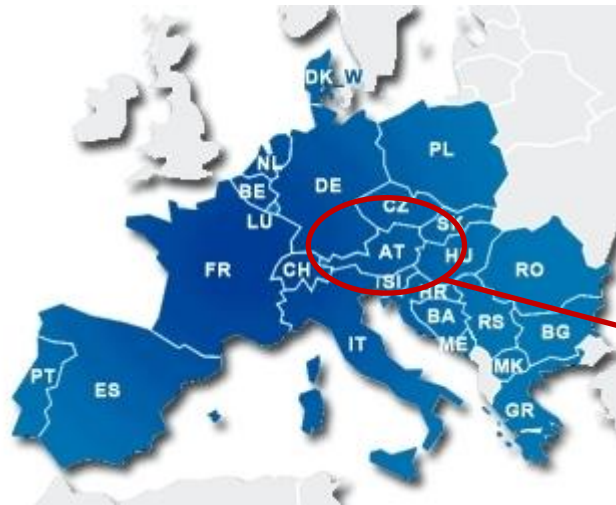 DK_W
PL
NL
DE
BE
CZ
LU
SK
AT
HU
FR
CH
RO
SI
HR
BA
RS
BG
IT
ME
PT
MK
ES
GR